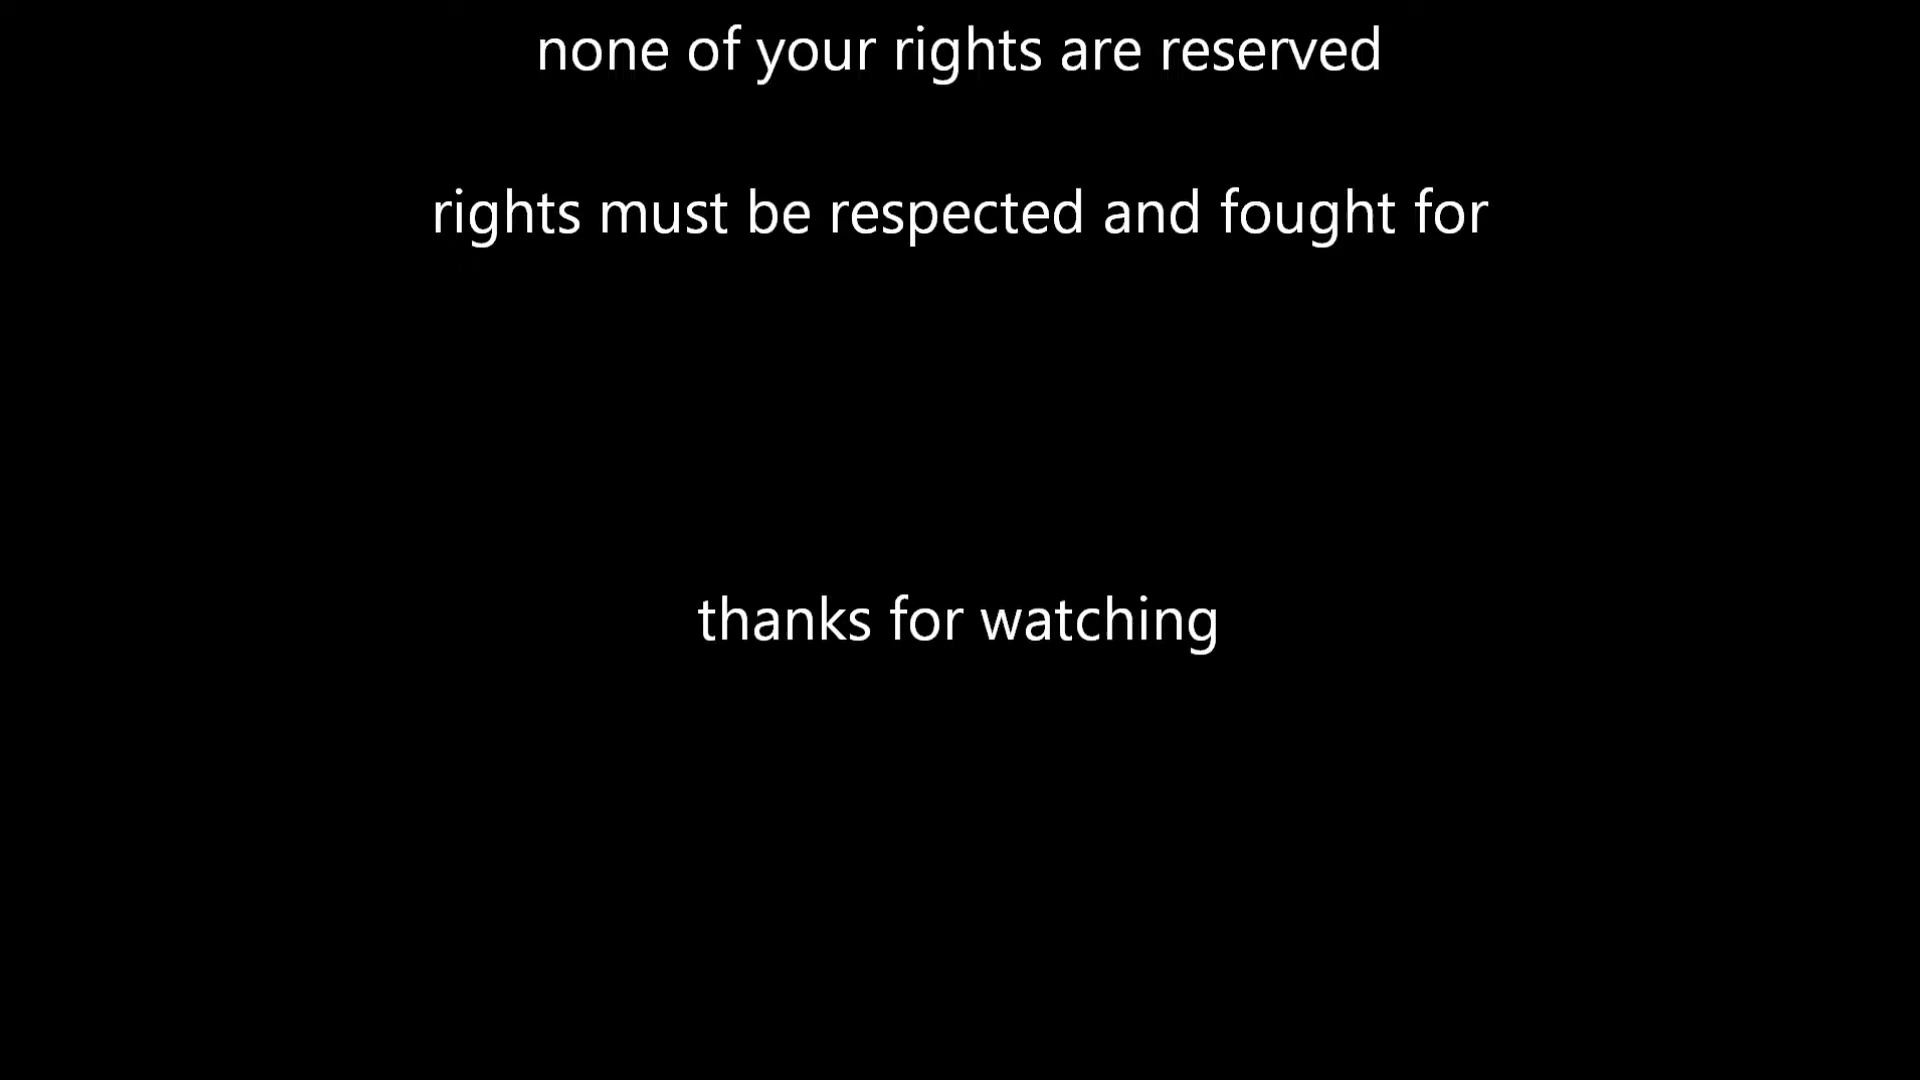 none of your rights are reserved
rights must be respected and fought for
thanks for watching